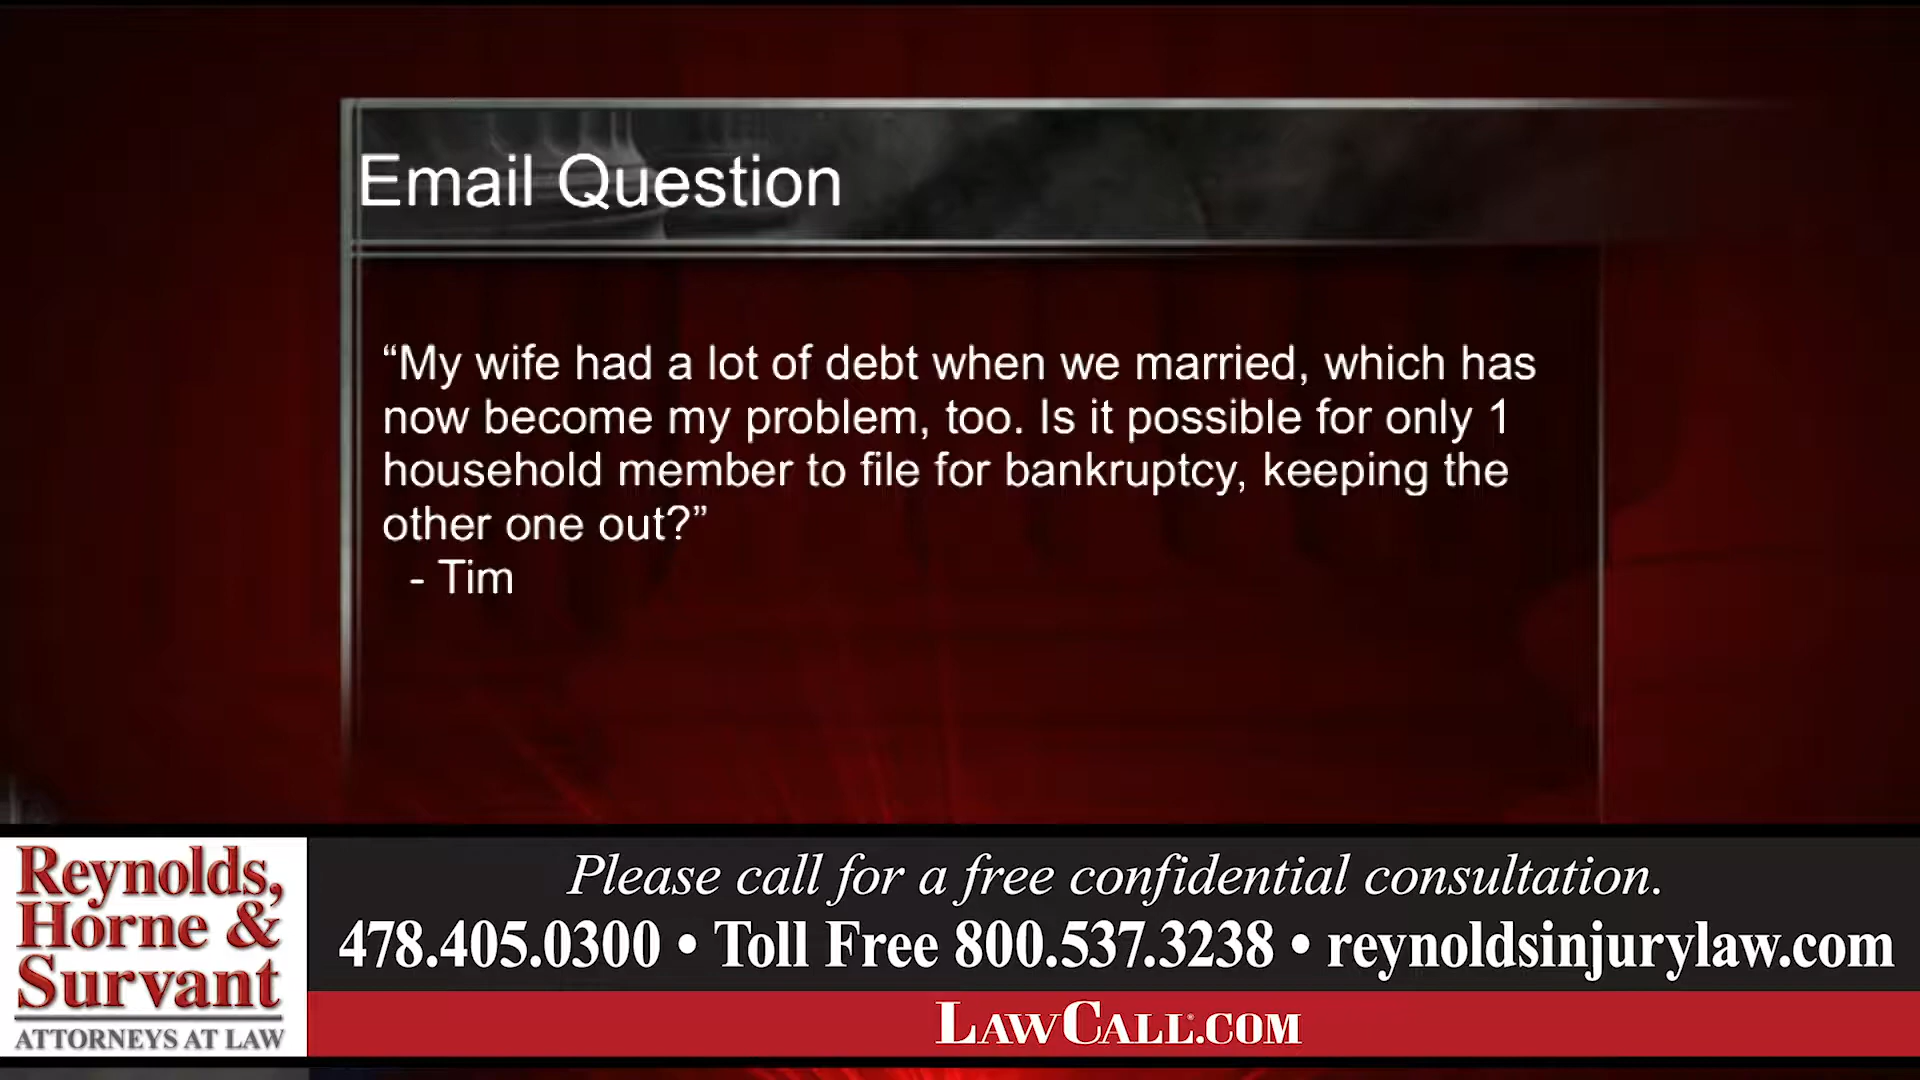 Email Question
“My wife had a lot of debt when we married, which has
now become my problem, too. Is it possible for only 1
household member to file for bankruptcy, keeping the
other one out?”
- Tim
Reynolds,
Horne &
Survant
ATTORNEYS AT LAW
Please call for a free confidential consultation.
478.405.0300 • Toll Free 800.537.3238 • reynoldsinjurylaw.com
LAWCALL®.COM